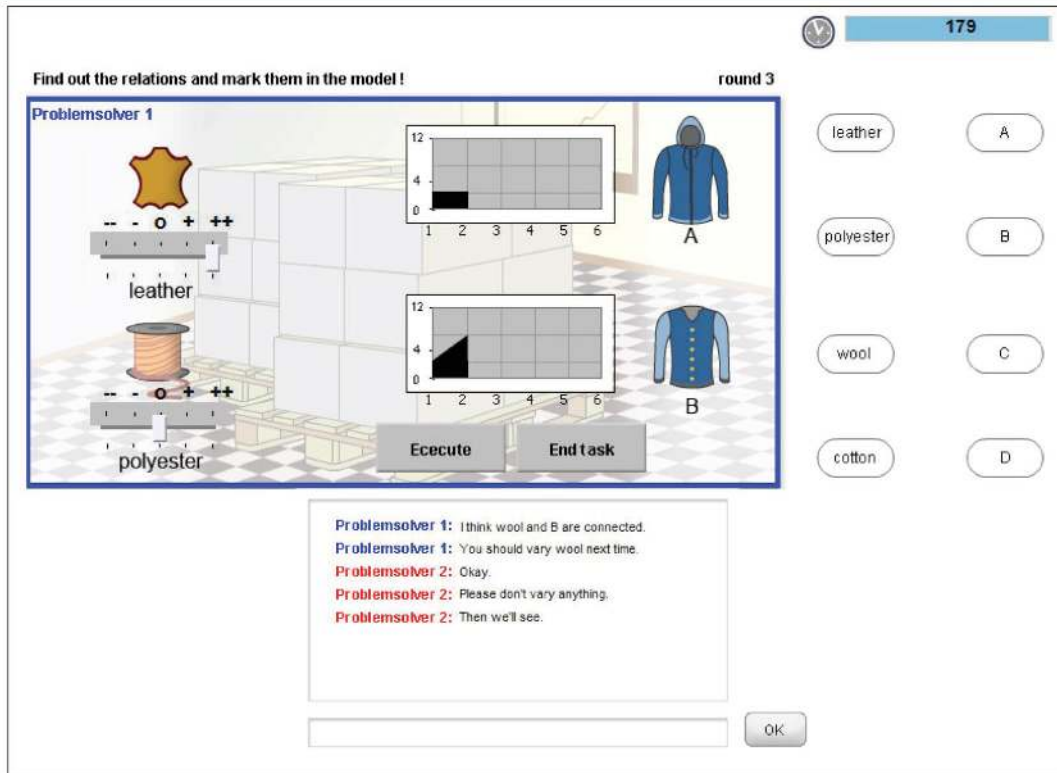 179
Find out the relations and mark them in the model ! round 3
Problemsolver 1
-- - o + ++
leather
-- - o + ++
polyester
12
4
0
1 2 3 4 5 6
A
12
4
0
1 2 3 4 5 6
B
Ececute End task
leather A
polyester B
wool C
cotton D
Problemsolver 1: I think wool and B are connected.
Problemsolver 1: You should vary wool next time.
Problemsolver 2: Okay.
Problemsolver 2: Please don't vary anything.
Problemsolver 2: Then we'll see.
OK